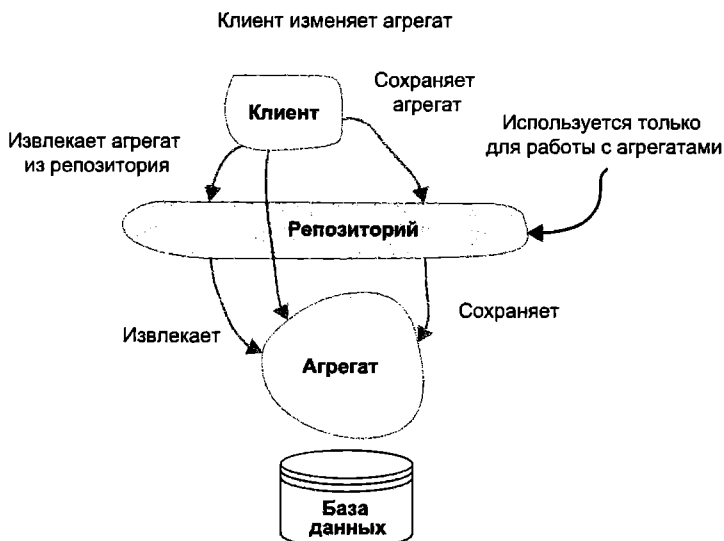 Клиент изменяет агрегат
Сохраняет
агрегат
Клиент
Используется только
для работы с агрегатами
Извлекает агрегат
из репозитория
Репозиторий
Сохраняет
Извлекает
Агрегат
База
данных